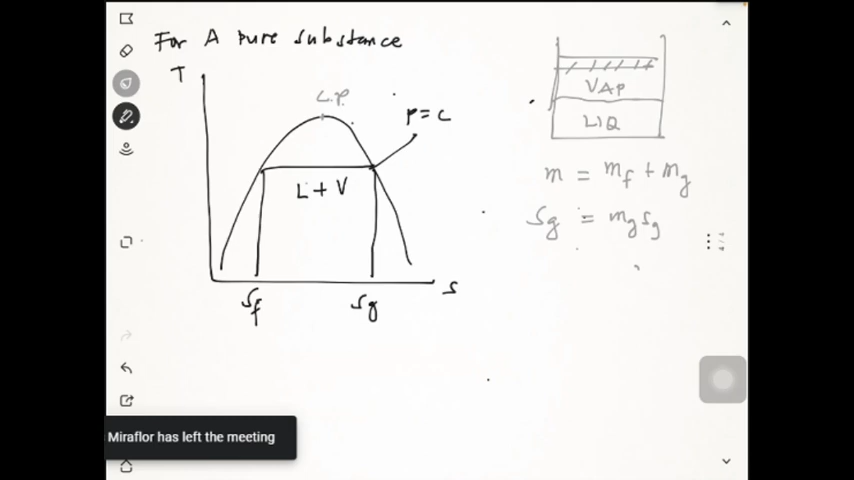 For A pure substance
T
C.P.
P = C
L + V
Sf
Sg
S
VAP
LIQ
m = mf + mg
Sg = mg sg
Miraflor has left the meeting